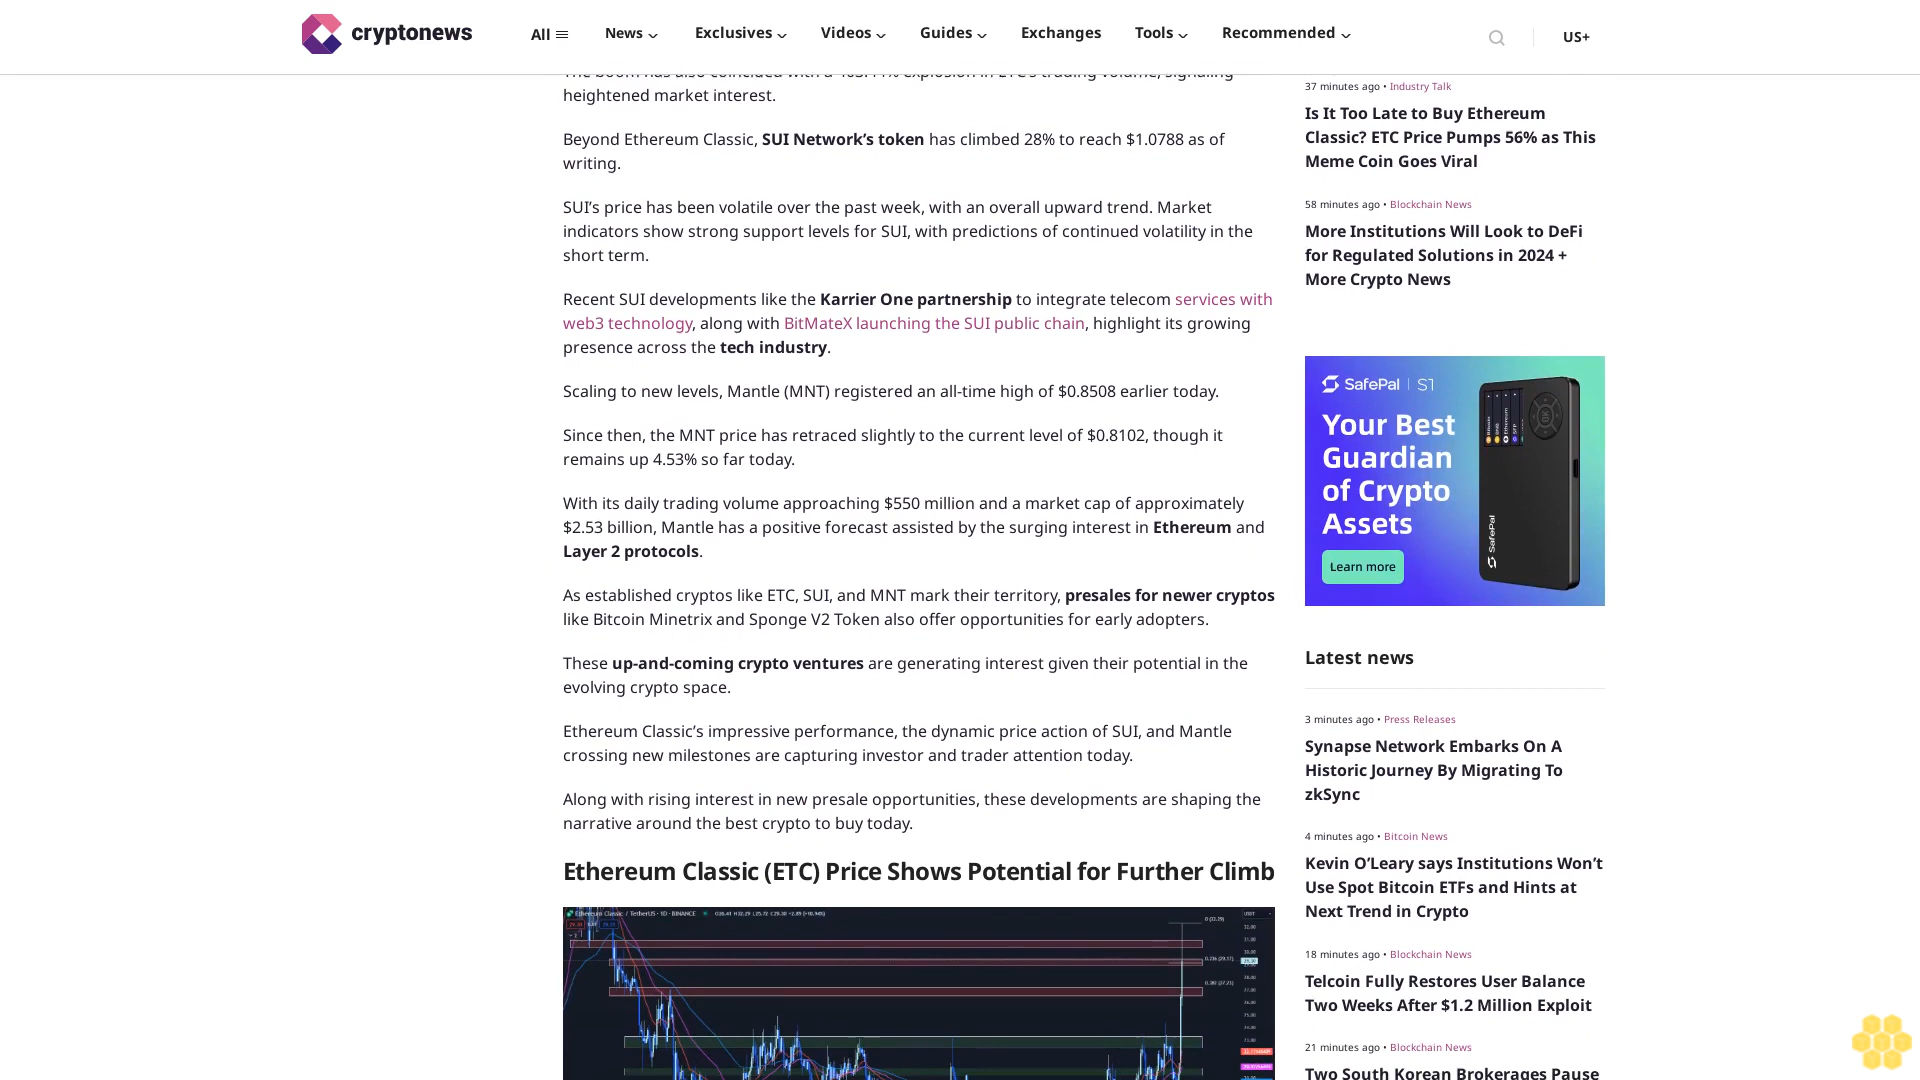 cryptonews
All
News
Exclusives
Videos
Guides
Exchanges
Tools
Recommended
US+
heightened market interest.
Beyond Ethereum Classic, SUI Network’s token has climbed 28% to reach $1.0788 as of
writing.
SUI’s price has been volatile over the past week, with an overall upward trend. Market
indicators show strong support levels for SUI, with predictions of continued volatility in the
short term.
Recent SUI developments like the Karrier One partnership to integrate telecom services with
web3 technology, along with BitMateX launching the SUI public chain, highlight its growing
presence across the tech industry.
Scaling to new levels, Mantle (MNT) registered an all-time high of $0.8508 earlier today.
Since then, the MNT price has retraced slightly to the current level of $0.8102, though it
remains up 4.53% so far today.
With its daily trading volume approaching $550 million and a market cap of approximately
$2.53 billion, Mantle has a positive forecast assisted by the surging interest in Ethereum and
Layer 2 protocols.
As established cryptos like ETC, SUI, and MNT mark their territory, presales for newer cryptos
like Bitcoin Minetrix and Sponge V2 Token also offer opportunities for early adopters.
These up-and-coming crypto ventures are generating interest given their potential in the
evolving crypto space.
Ethereum Classic’s impressive performance, the dynamic price action of SUI, and Mantle
crossing new milestones are capturing investor and trader attention today.
Along with rising interest in new presale opportunities, these developments are shaping the
narrative around the best crypto to buy today.
Ethereum Classic (ETC) Price Shows Potential for Further Climb
Ethereum Classic / TetherUS · 1D · BINANCE
37 minutes ago • Industry Talk
Is It Too Late to Buy Ethereum
Classic? ETC Price Pumps 56% as This
Meme Coin Goes Viral
58 minutes ago • Blockchain News
More Institutions Will Look to DeFi
for Regulated Solutions in 2024 +
More Crypto News
SafePal | S1
Your Best
Guardian
of Crypto
Assets
Learn more
SafePal
Latest news
3 minutes ago • Press Releases
Synapse Network Embarks On A
Historic Journey By Migrating To
zkSync
4 minutes ago • Bitcoin News
Kevin O’Leary says Institutions Won’t
Use Spot Bitcoin ETFs and Hints at
Next Trend in Crypto
18 minutes ago • Blockchain News
Telcoin Fully Restores User Balance
Two Weeks After $1.2 Million Exploit
21 minutes ago • Blockchain News
Two South Korean Brokerages Pause